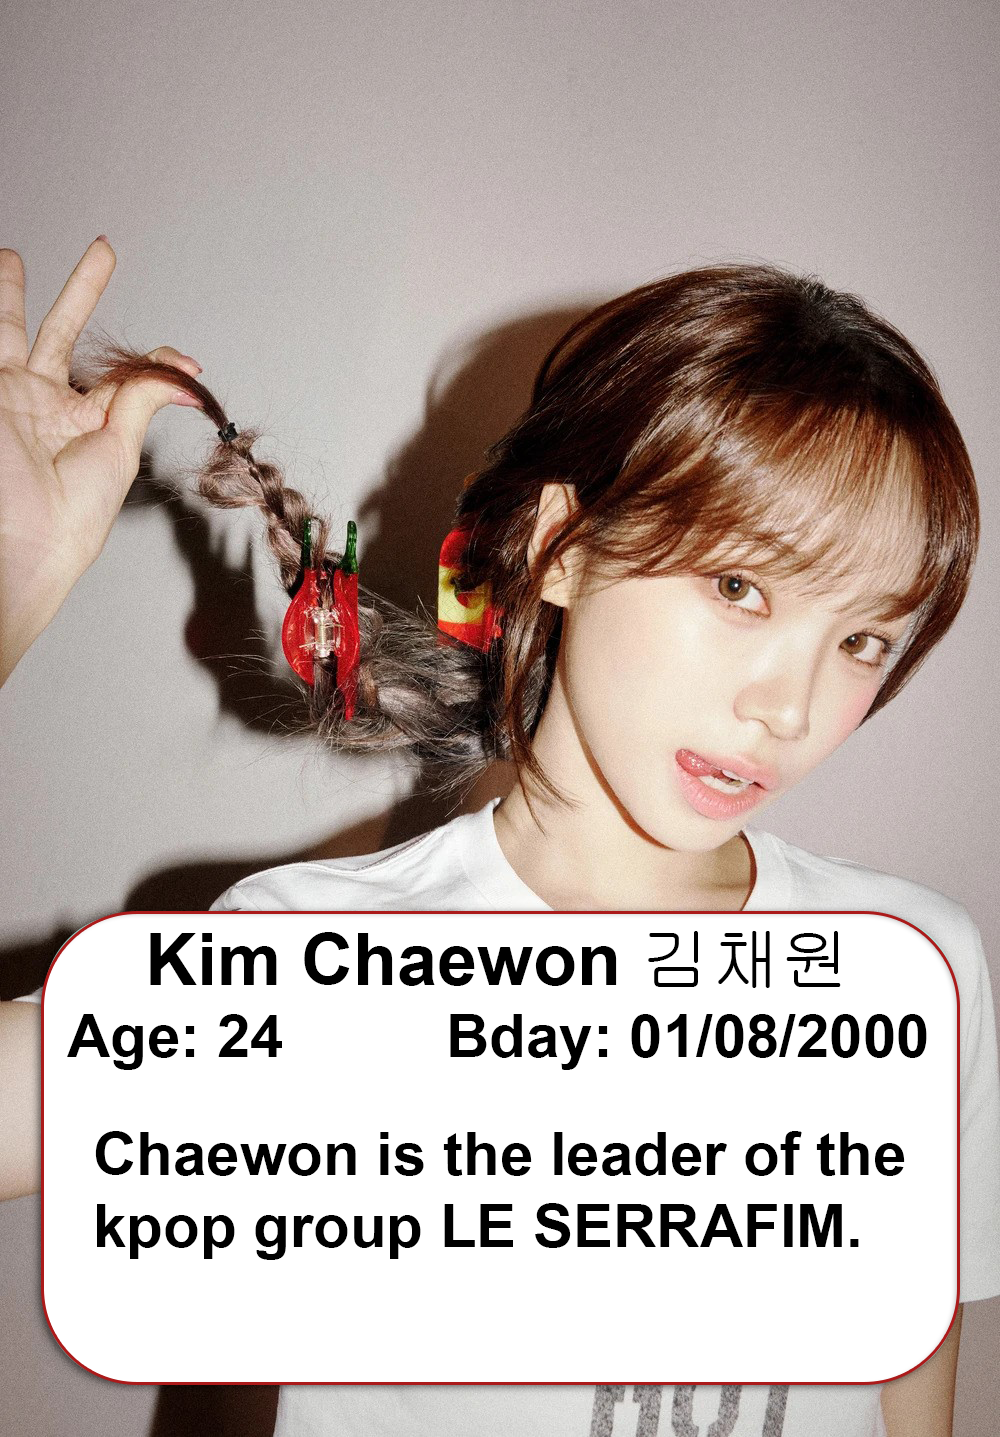 Kim Chaewon 김채원
Age: 24 Bday: 01/08/2000
Chaewon is the leader of the
kpop group LE SERRAFIM.
HOT